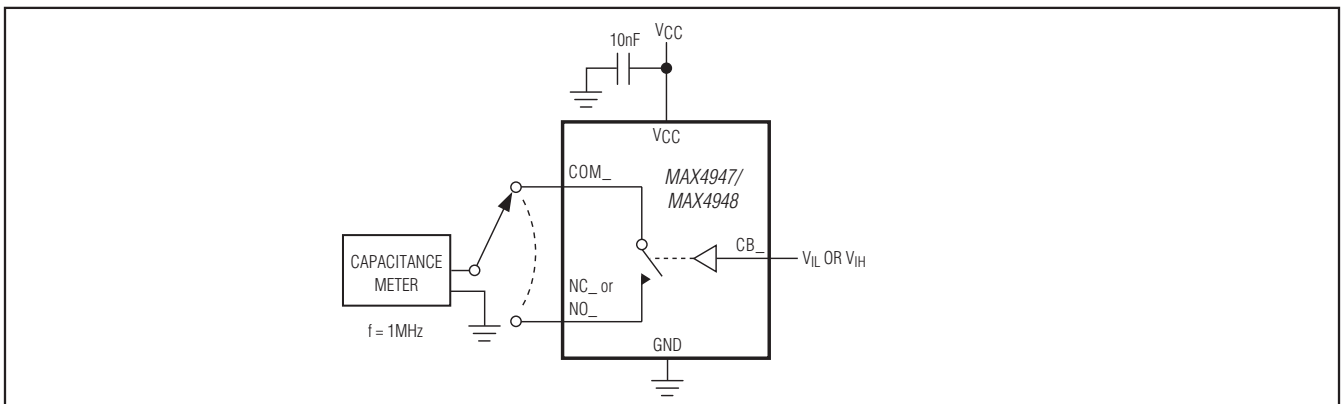 VCC
10nF
VCC
COM_
MAX4947/
MAX4948
CB_
VIL OR VIH
CAPACITANCE
METER
NC_ or
NO_
f = 1MHz
GND